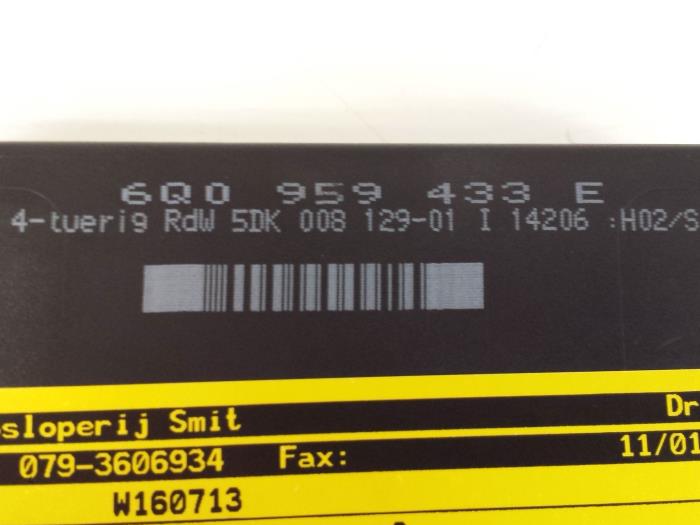 6Q0 959 433 E
4-tuerig RdW 5DK 008 129-01 I 14206 :H02/S
sloperij Smit Dr
079-3606934 Fax: 11/01
W160713